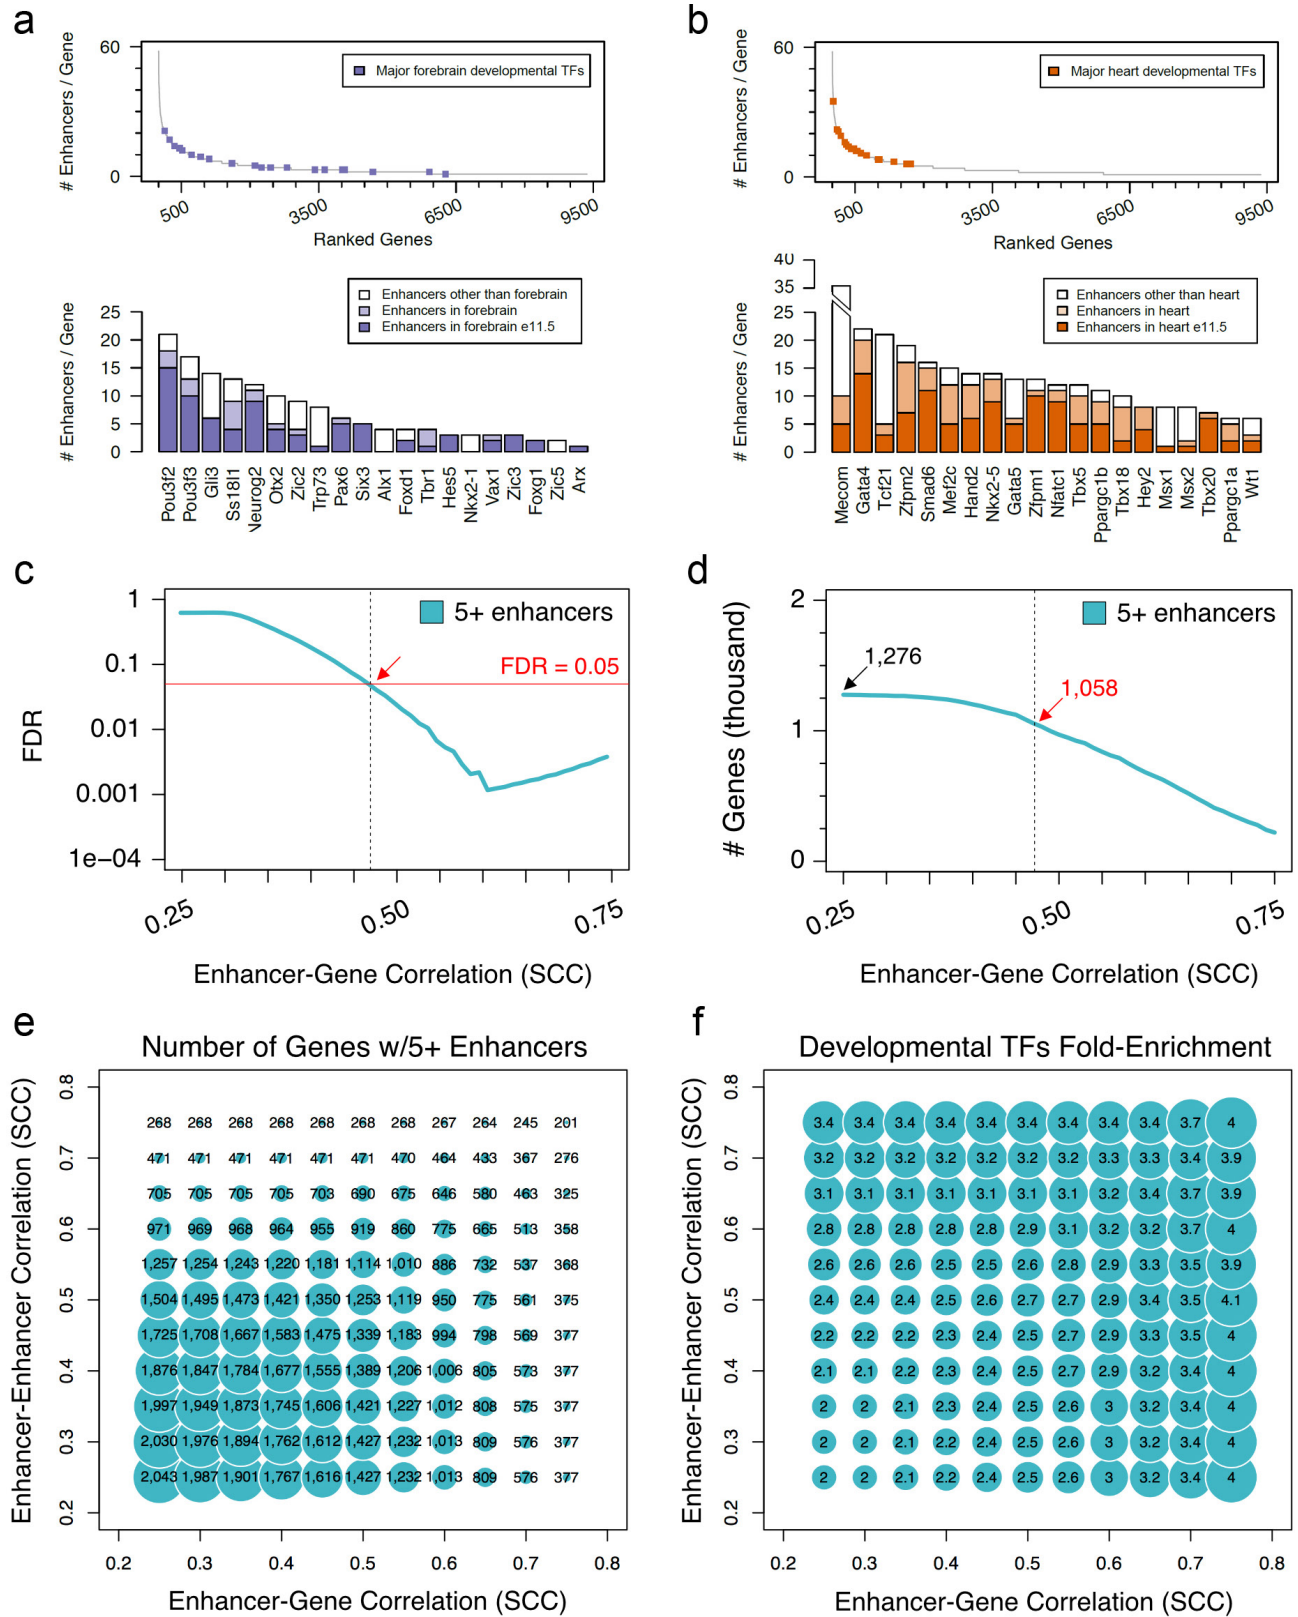 a
# Enhancers / Gene
60
0
Major forebrain developmental TFs
500
3500
6500
9500
Ranked Genes
# Enhancers / Gene
25
20
15
10
5
0
Enhancers other than forebrain
Enhancers in forebrain
Enhancers in forebrain e11.5
Pou3f2
Pou3f3
Gli3
Ss18l1
Neurog2
Otx2
Zic2
Trp73
Pax6
Six3
Alx1
Foxd1
Tbr1
Hes5
Nkx2-1
Vax1
Zic3
Foxg1
Zic5
Arx
b
# Enhancers / Gene
60
0
Major heart developmental TFs
500
3500
6500
9500
Ranked Genes
# Enhancers / Gene
40
35
25
20
15
10
5
0
Enhancers other than heart
Enhancers in heart
Enhancers in heart e11.5
Mecom
Gata4
Tcf21
Zfpm2
Smad6
Mef2c
Hand2
Nkx2-5
Gata5
Zfpm1
Nfatc1
Tbx5
Ppargc1b
Tbx18
Hey2
Msx1
Msx2
Tbx20
Ppargc1a
Wt1
c
FDR
1
0.1
0.01
0.001
1e−04
5+ enhancers
FDR = 0.05
0.25
0.50
0.75
Enhancer-Gene Correlation (SCC)
d
# Genes (thousand)
2
1
0
5+ enhancers
1,276
1,058
0.25
0.50
0.75
Enhancer-Gene Correlation (SCC)
e
Number of Genes w/5+ Enhancers
Enhancer-Enhancer Correlation (SCC)
0.8
0.7
0.6
0.5
0.4
0.3
0.2
268 268 268 268 268 268 268 267 264 245 201
471 471 471 471 471 471 470 464 433 367 276
705 705 705 705 703 690 675 646 580 463 325
971 969 968 964 955 919 860 775 665 513 358
1,257 1,254 1,243 1,220 1,181 1,114 1,010 886 732 537 368
1,504 1,495 1,473 1,421 1,350 1,253 1,119 950 775 561 375
1,725 1,708 1,667 1,583 1,475 1,339 1,183 994 798 569 377
1,876 1,847 1,784 1,677 1,555 1,389 1,206 1,006 805 573 377
1,997 1,949 1,873 1,745 1,606 1,421 1,227 1,012 808 575 377
2,030 1,976 1,894 1,762 1,612 1,427 1,232 1,013 809 576 377
2,043 1,987 1,901 1,767 1,616 1,427 1,232 1,013 809 576 377
0.2 0.3 0.4 0.5 0.6 0.7 0.8
Enhancer-Gene Correlation (SCC)
f
Developmental TFs Fold-Enrichment
Enhancer-Enhancer Correlation (SCC)
0.8
0.7
0.6
0.5
0.4
0.3
0.2
3.4 3.4 3.4 3.4 3.4 3.4 3.4 3.4 3.4 3.7 4
3.2 3.2 3.2 3.2 3.2 3.2 3.2 3.3 3.3 3.4 3.9
3.1 3.1 3.1 3.1 3.1 3.1 3.1 3.2 3.4 3.7 3.9
2.8 2.8 2.8 2.8 2.8 2.9 3.1 3.2 3.2 3.7 4
2.6 2.6 2.6 2.5 2.5 2.6 2.8 2.9 3.3 3.5 3.9
2.4 2.4 2.4 2.5 2.6 2.7 2.7 2.9 3.4 3.5 4.1
2.2 2.2 2.2 2.3 2.4 2.5 2.7 2.9 3.3 3.5 4
2.1 2.1 2.2 2.3 2.4 2.5 2.7 2.9 3.2 3.4 4
2 2 2.1 2.3 2.4 2.5 2.6 3 3.2 3.4 4
2 2 2.1 2.2 2.4 2.5 2.6 3 3.2 3.4 4
2 2 2.1 2.2 2.4 2.5 2.6 3 3.2 3.4 4
0.2 0.3 0.4 0.5 0.6 0.7 0.8
Enhancer-Gene Correlation (SCC)